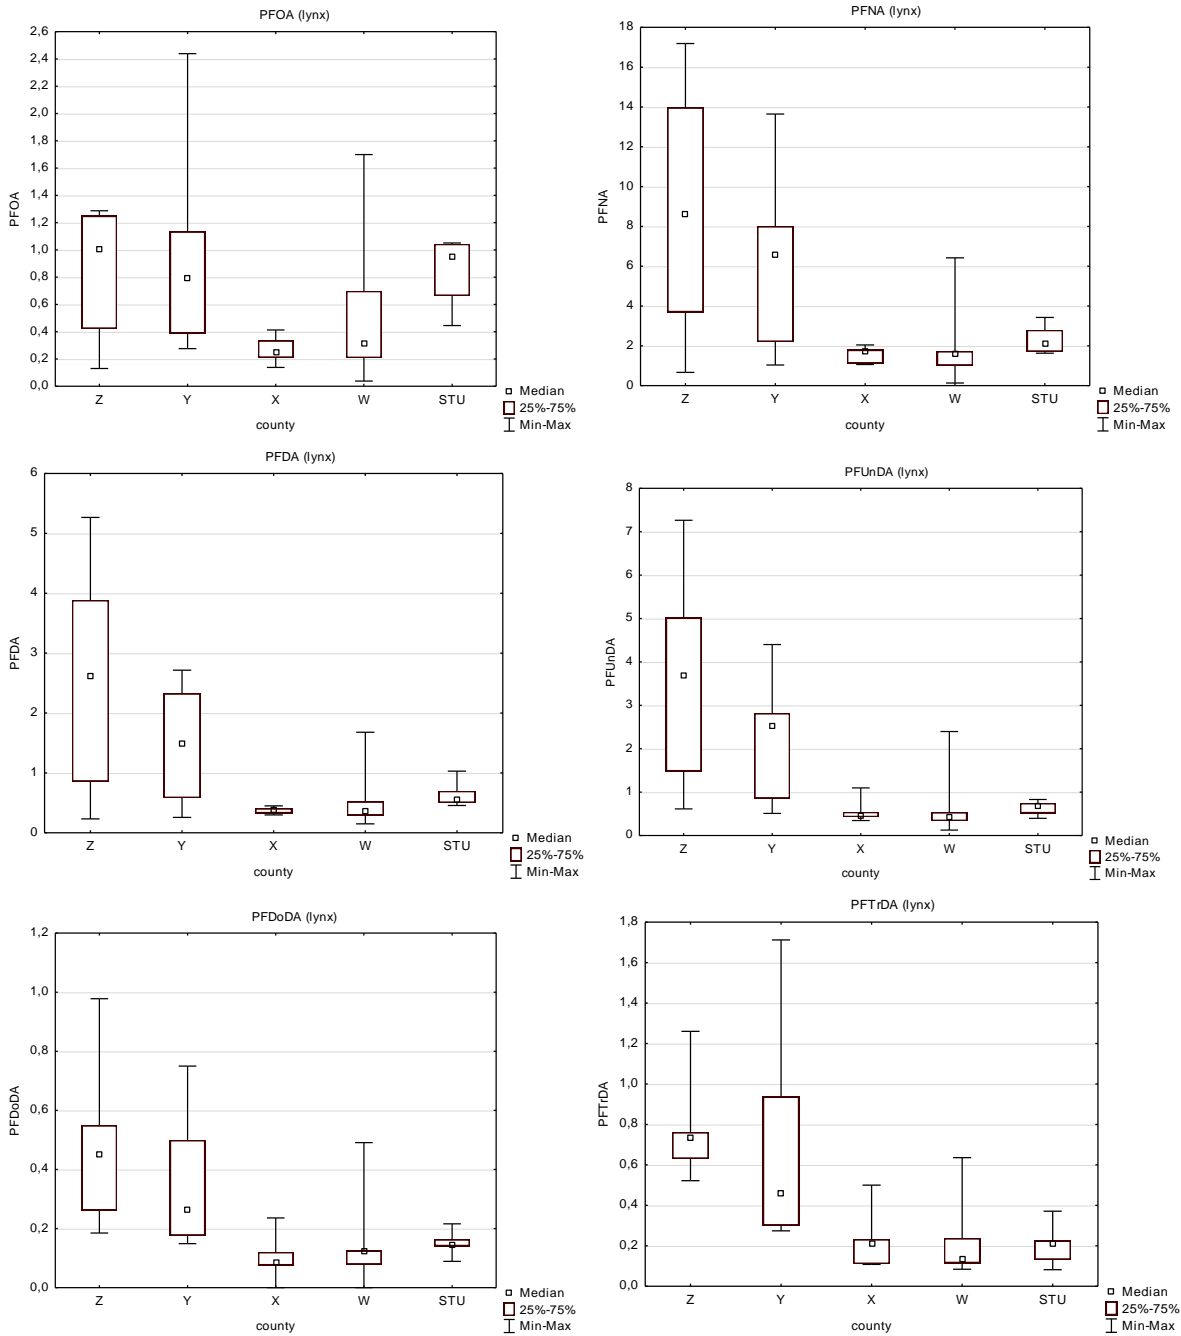 PFOA (lynx)
2,6
2,4
2,2
2,0
1,8
1,6
1,4
1,2
1,0
0,8
0,6
0,4
0,2
0,0
PFOA
Z Y X W STU
county
Median
25%-75%
Min-Max
PFNA (lynx)
18
16
14
12
10
8
6
4
2
0
PFNA
Z Y X W STU
county
Median
25%-75%
Min-Max
PFDA (lynx)
6
5
4
3
2
1
0
PFDA
Z Y X W STU
county
Median
25%-75%
Min-Max
PFUnDA (lynx)
8
7
6
5
4
3
2
1
0
PFUnDA
Z Y X W STU
county
Median
25%-75%
Min-Max
PFDoDA (lynx)
1,2
1,0
0,8
0,6
0,4
0,2
0,0
PFDoDA
Z Y X W STU
county
Median
25%-75%
Min-Max
PFTrDA (lynx)
1,8
1,6
1,4
1,2
1,0
0,8
0,6
0,4
0,2
0,0
PFTrDA
Z Y X W STU
county
Median
25%-75%
Min-Max